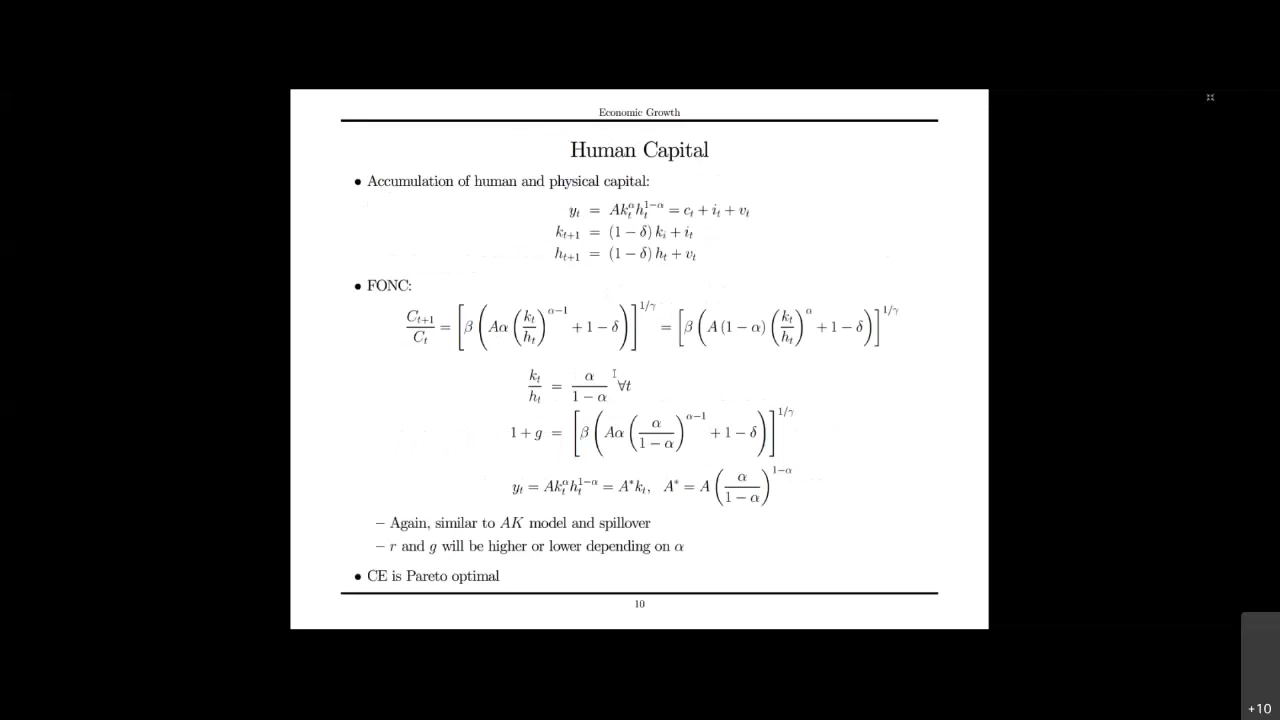 Economic Growth
Human Capital
• Accumulation of human and physical capital:
y_t = Ak_t^α h_t^{1−α} = c_t + i_t + v_t
k_{t+1} = (1 − δ) k_i + i_t
h_{t+1} = (1 − δ) h_t + v_t
• FONC:
C_{t+1}/C_t = [β (Aα (k_t/h_t)^{α−1} + 1 − δ)]^{1/γ} = [β (A (1 − α) (k_t/h_t)^α + 1 − δ)]^{1/γ}
k_t/h_t = α/(1 − α) ∀t
1 + g = [β (Aα (α/(1 − α))^{α−1} + 1 − δ)]^{1/γ}
y_t = Ak_t^α h_t^{1−α} = A* k_t, A* = A (α/(1 − α))^{1−α}
– Again, similar to AK model and spillover
– r and g will be higher or lower depending on α
• CE is Pareto optimal
10
+10